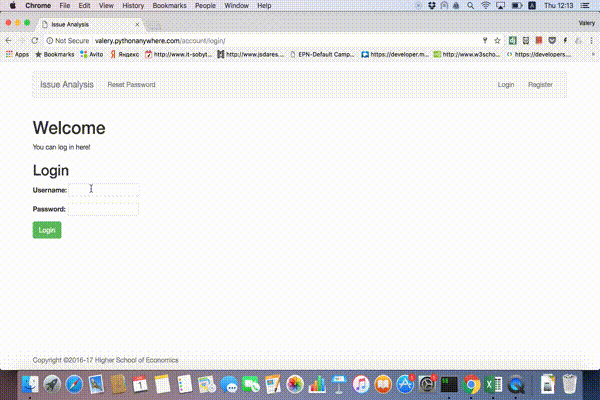 Chrome File Edit View History Bookmarks People Window Help Thu 12:13
Issue Analysis Valery
Not Secure valery.pythonanywhere.com/account/login/
Apps Bookmarks Avito Яндекс http://www.it-sobyt... http://www.jsdares.... EPN-Default Camp... https://developer.m... http://www.w3scho... https://developers....
Issue Analysis Reset Password Login Register
Welcome
You can log in here!
Login
Username:
Password:
Login
Copyright ©2016-17 Higher School of Economics